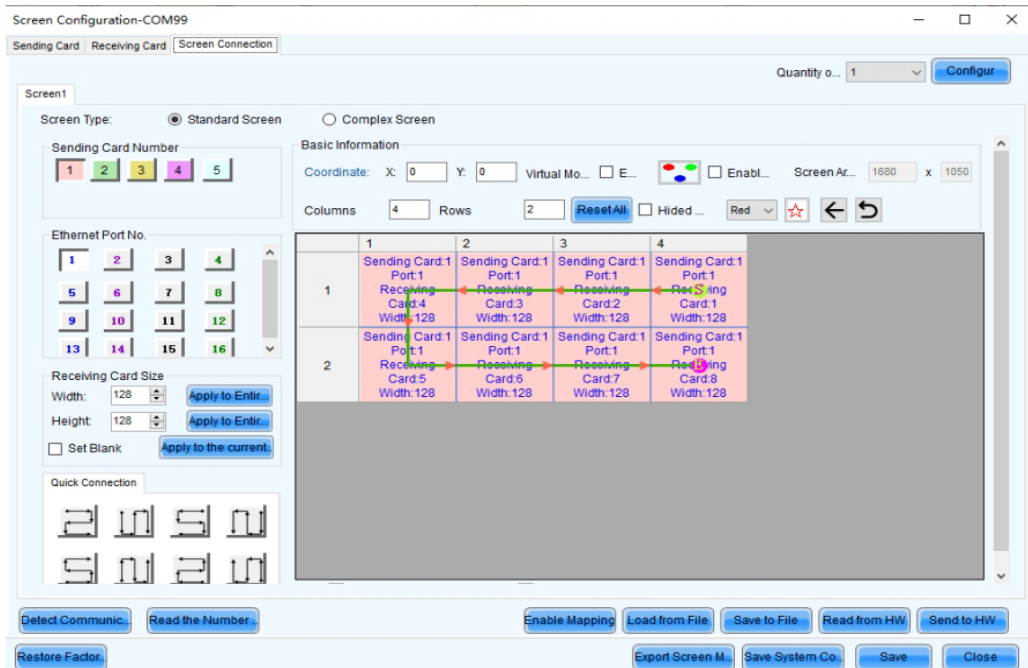 Screen Configuration-COM99
Sending Card Receiving Card Screen Connection
Quantity o... 1 Configur
Screen1
Screen Type: Standard Screen Complex Screen
Sending Card Number
1 2 3 4 5
Basic Information
Coordinate: X: 0 Y: 0 Virtual Mo... E... Enabl... Screen Ar... 1680 x 1050
Columns 4 Rows 2 Reset All Hided ... Red
Ethernet Port No.
1 2 3 4
5 6 7 8
9 10 11 12
13 14 15 16
1 2 3 4
1
Sending Card:1 Sending Card:1 Sending Card:1 Sending Card:1
Port:1 Port:1 Port:1 Port:1
Receiving Receiving Receiving Receiving
S
Card:4 Card:3 Card:2 Card:1
Width:128 Width:128 Width:128 Width:128
2
Sending Card:1 Sending Card:1 Sending Card:1 Sending Card:1
Port:1 Port:1 Port:1 Port:1
Receiving Receiving Receiving Receiving
E
Card:5 Card:6 Card:7 Card:8
Width:128 Width:128 Width:128 Width:128
Receiving Card Size
Width: 128 Apply to Entir...
Height: 128 Apply to Entir...
Set Blank Apply to the current.
Quick Connection
Detect Communic... Read the Number... Enable Mapping Load from File Save to File Read from HW Send to HW
Restore Factor... Export Screen M... Save System Co... Save Close